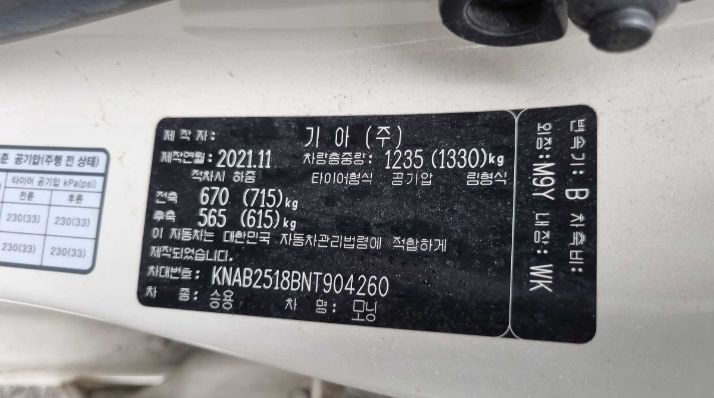 준 공기압(주행 전 상태)
타이어 공기압 kPa(psi)
전륜 후륜
230(33) 230(33)
230(33) 230(33)
제 작 자: 기 아 (주)
제작연월: 2021.11 차량총중량: 1235 (1330)kg
적차시 하중 타이어형식 공기압 림형식
전축 670 (715)kg
후축 565 (615)kg
이 자동차는 대한민국 자동차관리법령에 적합하게
제작되었습니다.
차대번호: KNAB2518BNT904260
차 종: 승용 차 명: 모닝
변속기: B 차축비:
외장: M9Y 내장: WK